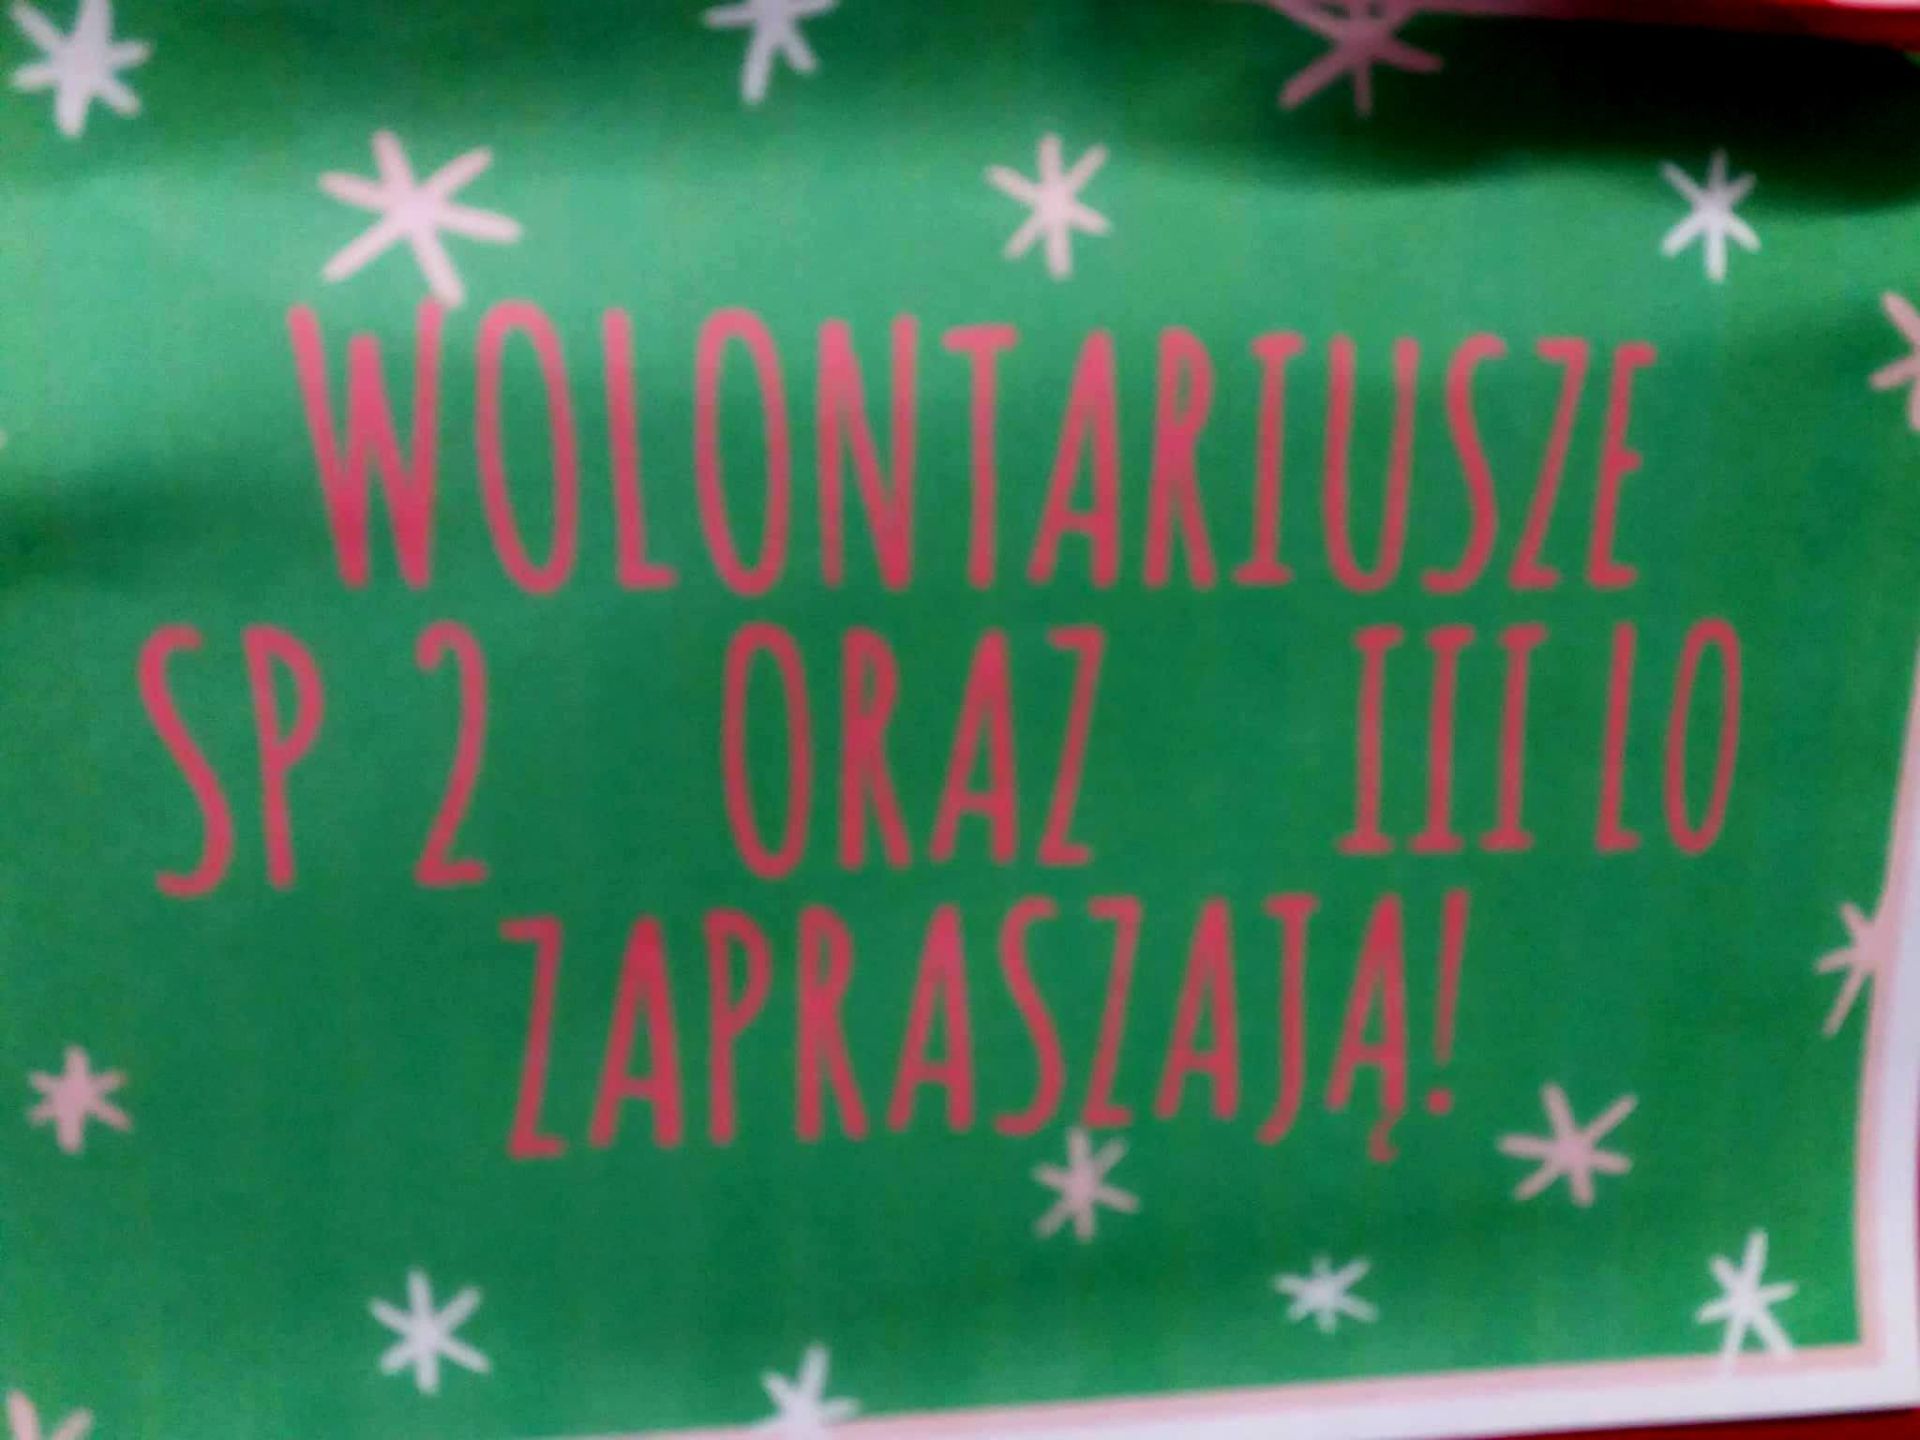 WOLONTARIUSZE
SP 2 ORAZ III LO
ZAPRASZAJĄ!